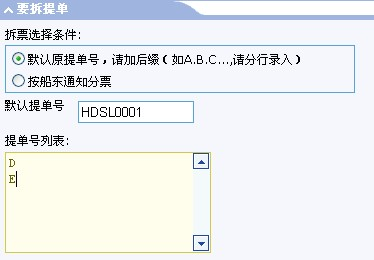 要拆提单
拆票选择条件：
默认原提单号，请加后缀（如A.B.C...,请分行录入）
按船东通知分票
默认提单号 HDSL0001
提单号列表：
D
E